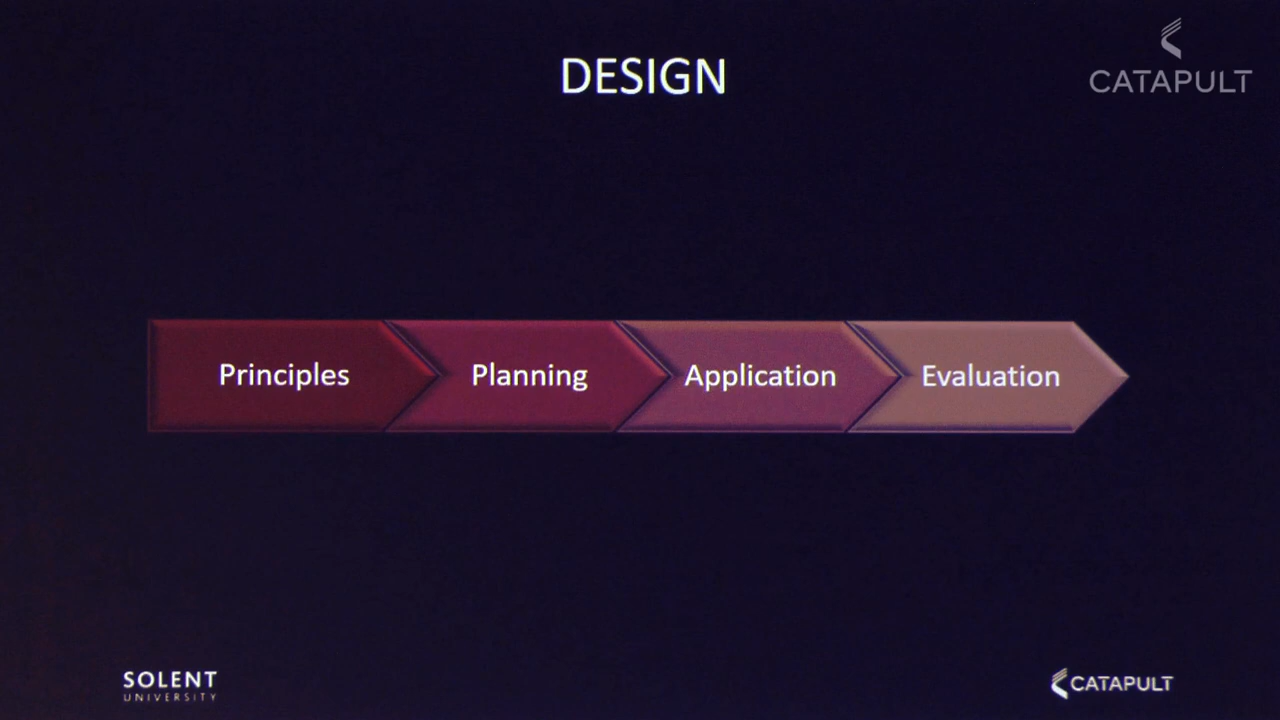 DESIGN
CATAPULT
Principles
Planning
Application
Evaluation
SOLENT
UNIVERSITY
CATAPULT